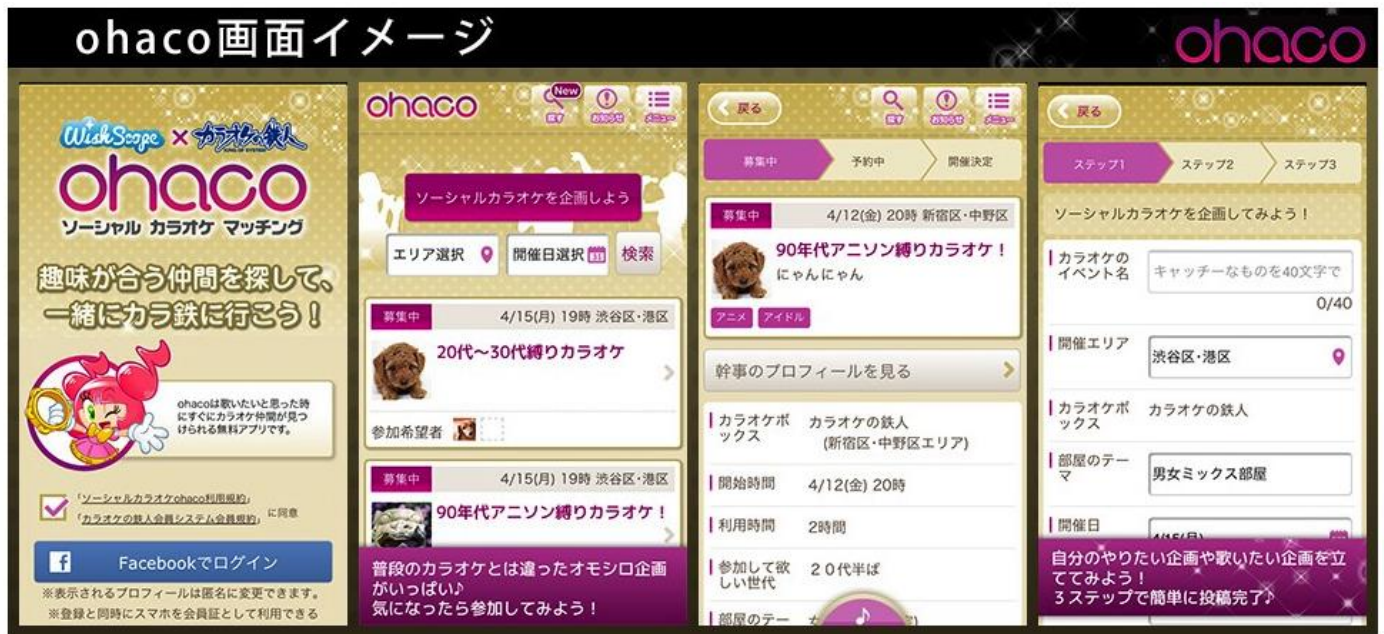 ohaco画面イメージ
ohaco
WishScope × カラオケの鉄人
ohaco
ソーシャル カラオケ マッチング
趣味が合う仲間を探して、
一緒にカラ鉄に行こう！
ohacoは歌いたいと思った時
にすぐにカラオケ仲間が見つ
けられる無料アプリです。
「ソーシャルカラオケohaco利用規約」
「カラオケの鉄人会員システム会員規約」 に同意
f Facebookでログイン
※表示されるプロフィールは匿名に変更できます。
※登録と同時にスマホを会員証として利用できる
ohaco
New
探す お知らせ メニュー
ソーシャルカラオケを企画しよう
エリア選択 開催日選択 31 検索
募集中 4/15(月) 19時 渋谷区・港区
20代～30代縛りカラオケ
参加希望者
募集中 4/15(月) 19時 渋谷区・港区
90年代アニソン縛りカラオケ！
普段のカラオケとは違ったオモシロ企画
がいっぱい♪
気になったら参加してみよう！
戻る
探す お知らせ メニュー
募集中 予約中 開催決定
募集中 4/12(金) 20時 新宿区・中野区
90年代アニソン縛りカラオケ！
にゃんにゃん
アニメ アイドル
幹事のプロフィールを見る
カラオケボ
ックス
カラオケの鉄人
(新宿区・中野区エリア)
開始時間 4/12(金) 20時
利用時間 2時間
参加して欲
しい世代
２０代半ば
部屋のテー
戻る
ステップ1 ステップ2 ステップ3
ソーシャルカラオケを企画してみよう！
カラオケの
イベント名
キャッチーなものを40文字で
0/40
開催エリア 渋谷区・港区
カラオケボ
ックス
カラオケの鉄人
部屋のテー
マ
男女ミックス部屋
開催日 4/15(月)
自分のやりたい企画や歌いたい企画を立
ててみよう！
３ステップで簡単に投稿完了♪